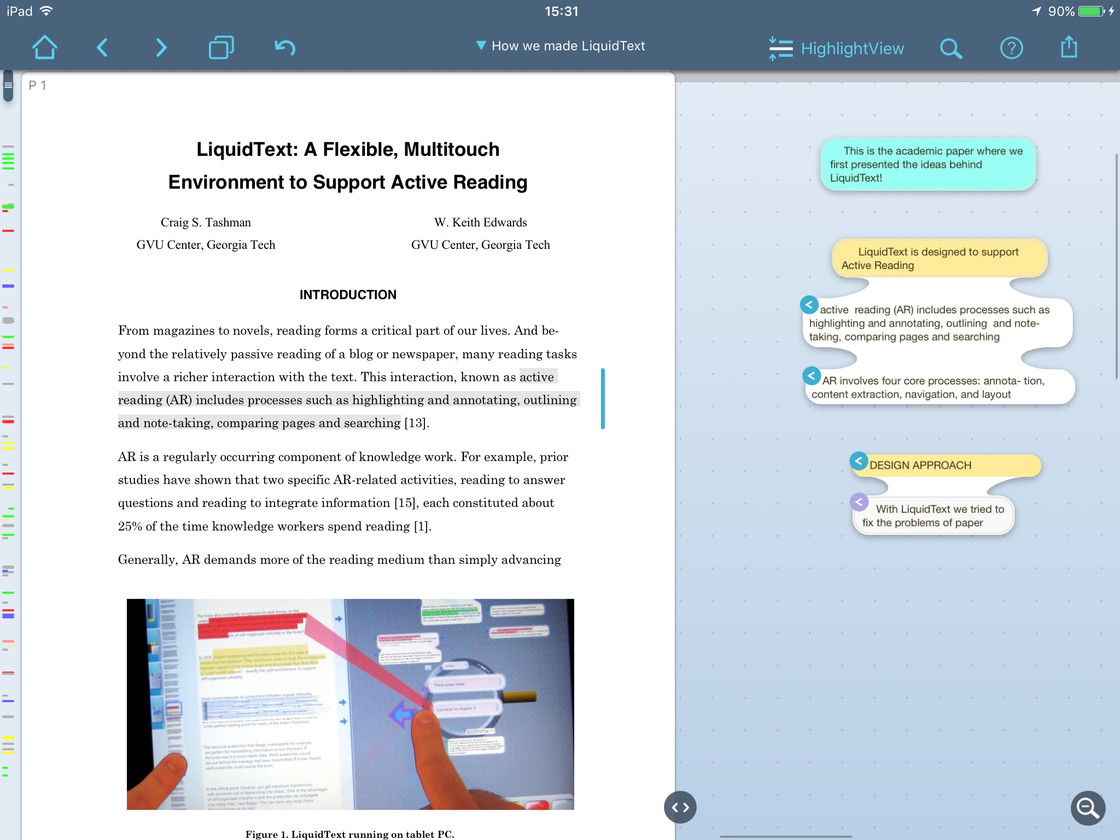 iPad
15:31
90%
How we made LiquidText
HighlightView
P 1
LiquidText: A Flexible, Multitouch
Environment to Support Active Reading
Craig S. Tashman
W. Keith Edwards
GVU Center, Georgia Tech
GVU Center, Georgia Tech
INTRODUCTION
From magazines to novels, reading forms a critical part of our lives. And be-
yond the relatively passive reading of a blog or newspaper, many reading tasks
involve a richer interaction with the text. This interaction, known as active
reading (AR) includes processes such as highlighting and annotating, outlining
and note-taking, comparing pages and searching [13].
AR is a regularly occurring component of knowledge work. For example, prior
studies have shown that two specific AR-related activities, reading to answer
questions and reading to integrate information [15], each constituted about
25% of the time knowledge workers spend reading [1].
Generally, AR demands more of the reading medium than simply advancing
Figure 1. LiquidText running on tablet PC.
This is the academic paper where we
first presented the ideas behind
LiquidText!
LiquidText is designed to support
Active Reading
active reading (AR) includes processes such as
highlighting and annotating, outlining and note-
taking, comparing pages and searching
AR involves four core processes: annota- tion,
content extraction, navigation, and layout
DESIGN APPROACH
With LiquidText we tried to
fix the problems of paper